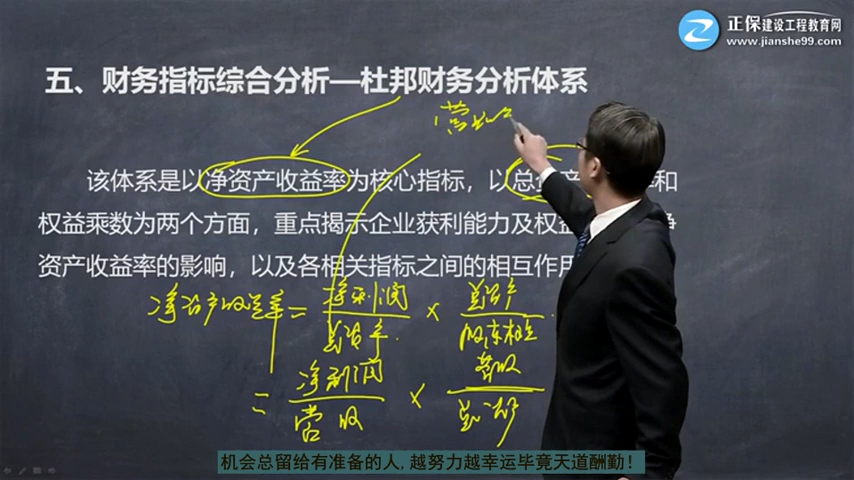 正保建设工程教育网
www.jianshe99.com
五、财务指标综合分析—杜邦财务分析体系
该体系是以净资产收益率为核心指标，以总资产 率和
权益乘数为两个方面，重点揭示企业获利能力及权益
资产收益率的影响，以及各相关指标之间的相互作用
净资产收益率 = 净利润 / 总资产 × 总资产 / 股东权益
= 净利润 / 营收 × 营收 / 总资产
机会总留给有准备的人,越努力越幸运毕竟天道酬勤！